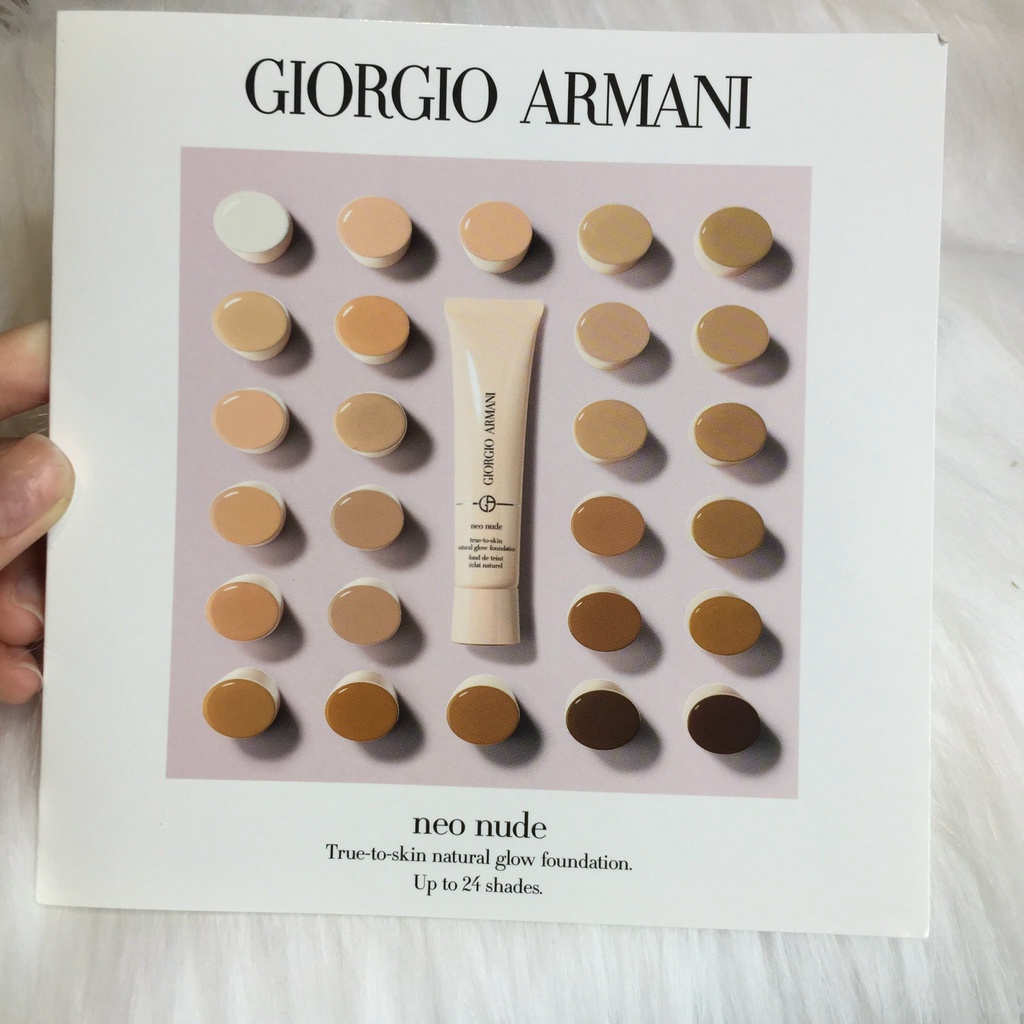 GIORGIO ARMANI
GIORGIO ARMANI
neo nude
true-to-skin
natural glow foundation
fond de teint
éclat naturel
neo nude
True-to-skin natural glow foundation.
Up to 24 shades.